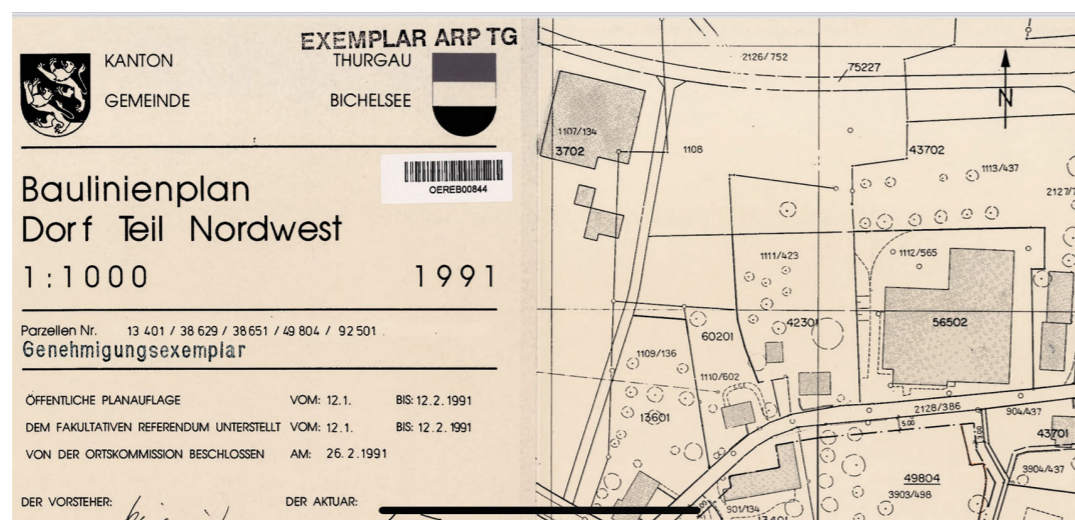 EXEMPLAR ARP TG
KANTON THURGAU
GEMEINDE BICHELSEE
OEREB00844
Baulinienplan
Dorf Teil Nordwest
1:1000 1991
Parzellen Nr. 13 401 / 38 629 / 38 651 / 49 804 / 92 501
Genehmigungsexemplar
ÖFFENTLICHE PLANAUFLAGE VOM: 12.1. BIS: 12.2.1991
DEM FAKULTATIVEN REFERENDUM UNTERSTELLT VOM: 12.1. BIS: 12.2.1991
VON DER ORTSKOMMISSION BESCHLOSSEN AM: 26.2.1991
DER VORSTEHER: DER AKTUAR:
2126/752
75227
N
1107/134
3702
1108
43702
1113/437
1111/423
1112/565
60201
42301
56502
1109/136
1110/602
13601
2128/386
904/437
5.00
43701
3904/437
49804
3903/498
901/134